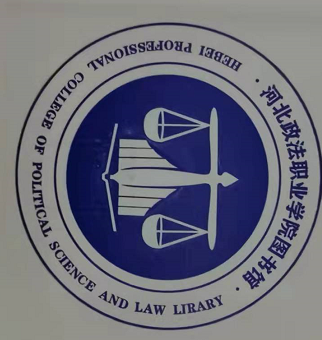 河北政法职业学院图书馆
HEBEI PROFESSIONAL COLLEGE OF POLITICAL SCIENCE AND LAW LIRARY